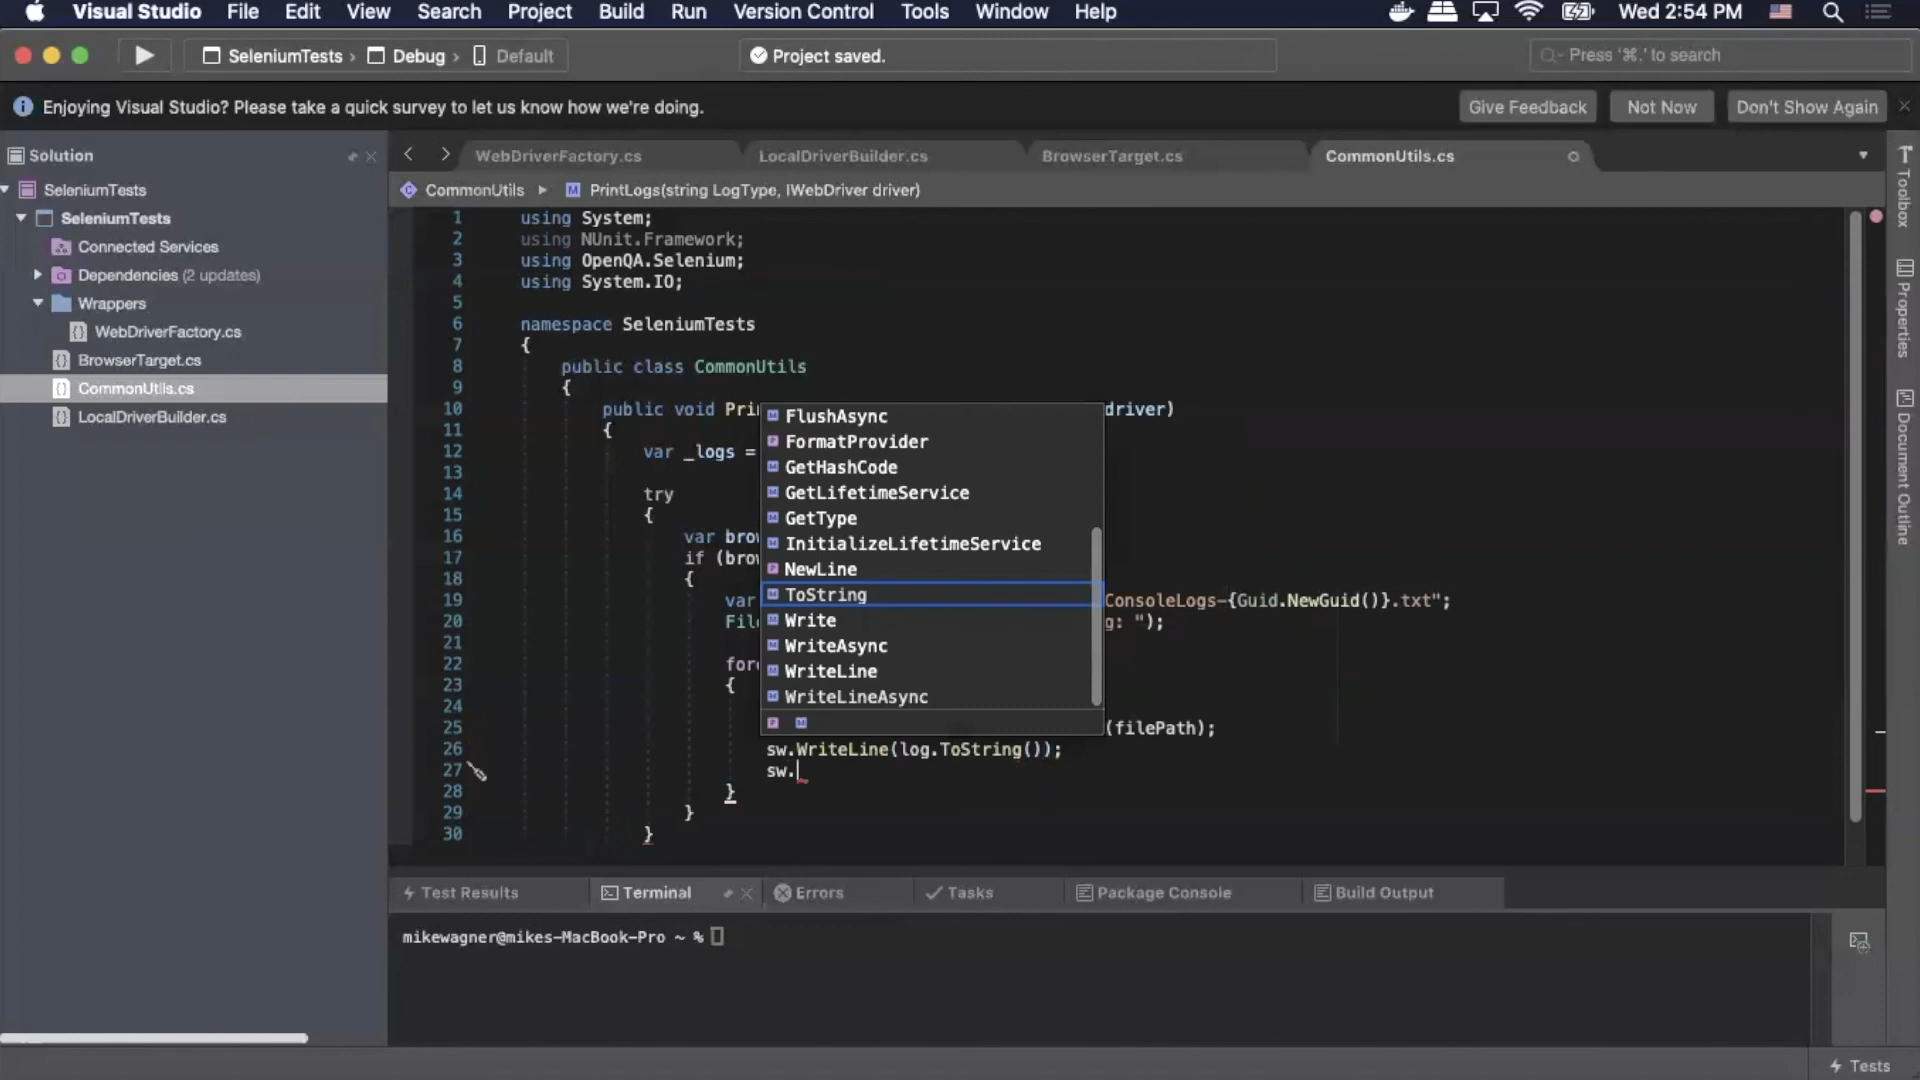 Visual Studio File Edit View Search Project Build Run Version Control Tools Window Help Wed 2:54 PM
SeleniumTests › Debug › Default
Project saved.
Press '⌘.' to search
Enjoying Visual Studio? Please take a quick survey to let us know how we're doing.
Give Feedback Not Now Don't Show Again
Solution
SeleniumTests
SeleniumTests
Connected Services
Dependencies (2 updates)
Wrappers
WebDriverFactory.cs
BrowserTarget.cs
CommonUtils.cs
LocalDriverBuilder.cs
WebDriverFactory.cs LocalDriverBuilder.cs BrowserTarget.cs CommonUtils.cs
CommonUtils PrintLogs(string LogType, IWebDriver driver)
1 using System;
2 using NUnit.Framework;
3 using OpenQA.Selenium;
4 using System.IO;
5
6 namespace SeleniumTests
7 {
8 public class CommonUtils
9 {
10 public void Pri driver)
11 {
12 var _logs =
13
14 try
15 {
16 var brow
17 if (brow
18 {
19 var ConsoleLogs-{Guid.NewGuid()}.txt";
20 File g: ");
21
22 fore
23 {
24
25 (filePath);
26 sw.WriteLine(log.ToString());
27 sw.
28 }
29 }
30 }
FlushAsync
FormatProvider
GetHashCode
GetLifetimeService
GetType
InitializeLifetimeService
NewLine
ToString
Write
WriteAsync
WriteLine
WriteLineAsync
Toolbox
Properties
Document Outline
Test Results Terminal Errors Tasks Package Console Build Output
mikewagner@mikes-MacBook-Pro ~ %
Tests